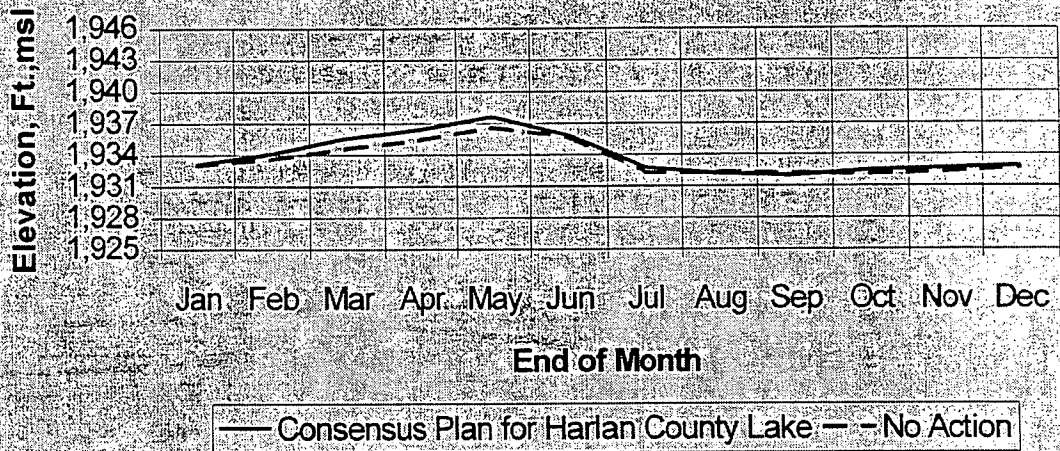 Elevation, Ft.,msl
1,946
1,943
1,940
1,937
1,934
1,931
1,928
1,925
Jan Feb Mar Apr May Jun Jul Aug Sep Oct Nov Dec
End of Month
Consensus Plan for Harlan County Lake No Action